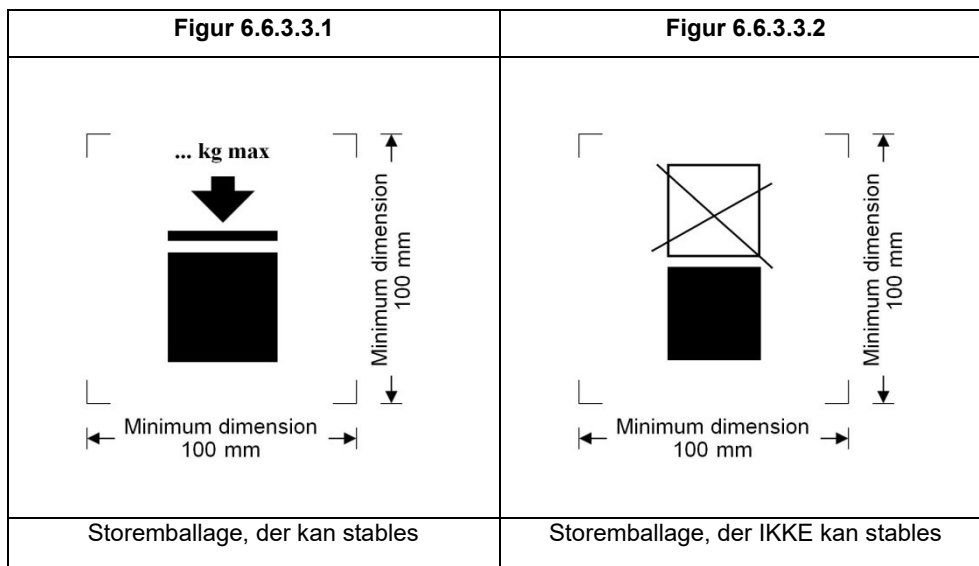 Figur 6.6.3.3.1
Figur 6.6.3.3.2
... kg max
Minimum dimension
100 mm
Minimum dimension
100 mm
Minimum dimension
100 mm
Minimum dimension
100 mm
Storemballage, der kan stables
Storemballage, der IKKE kan stables